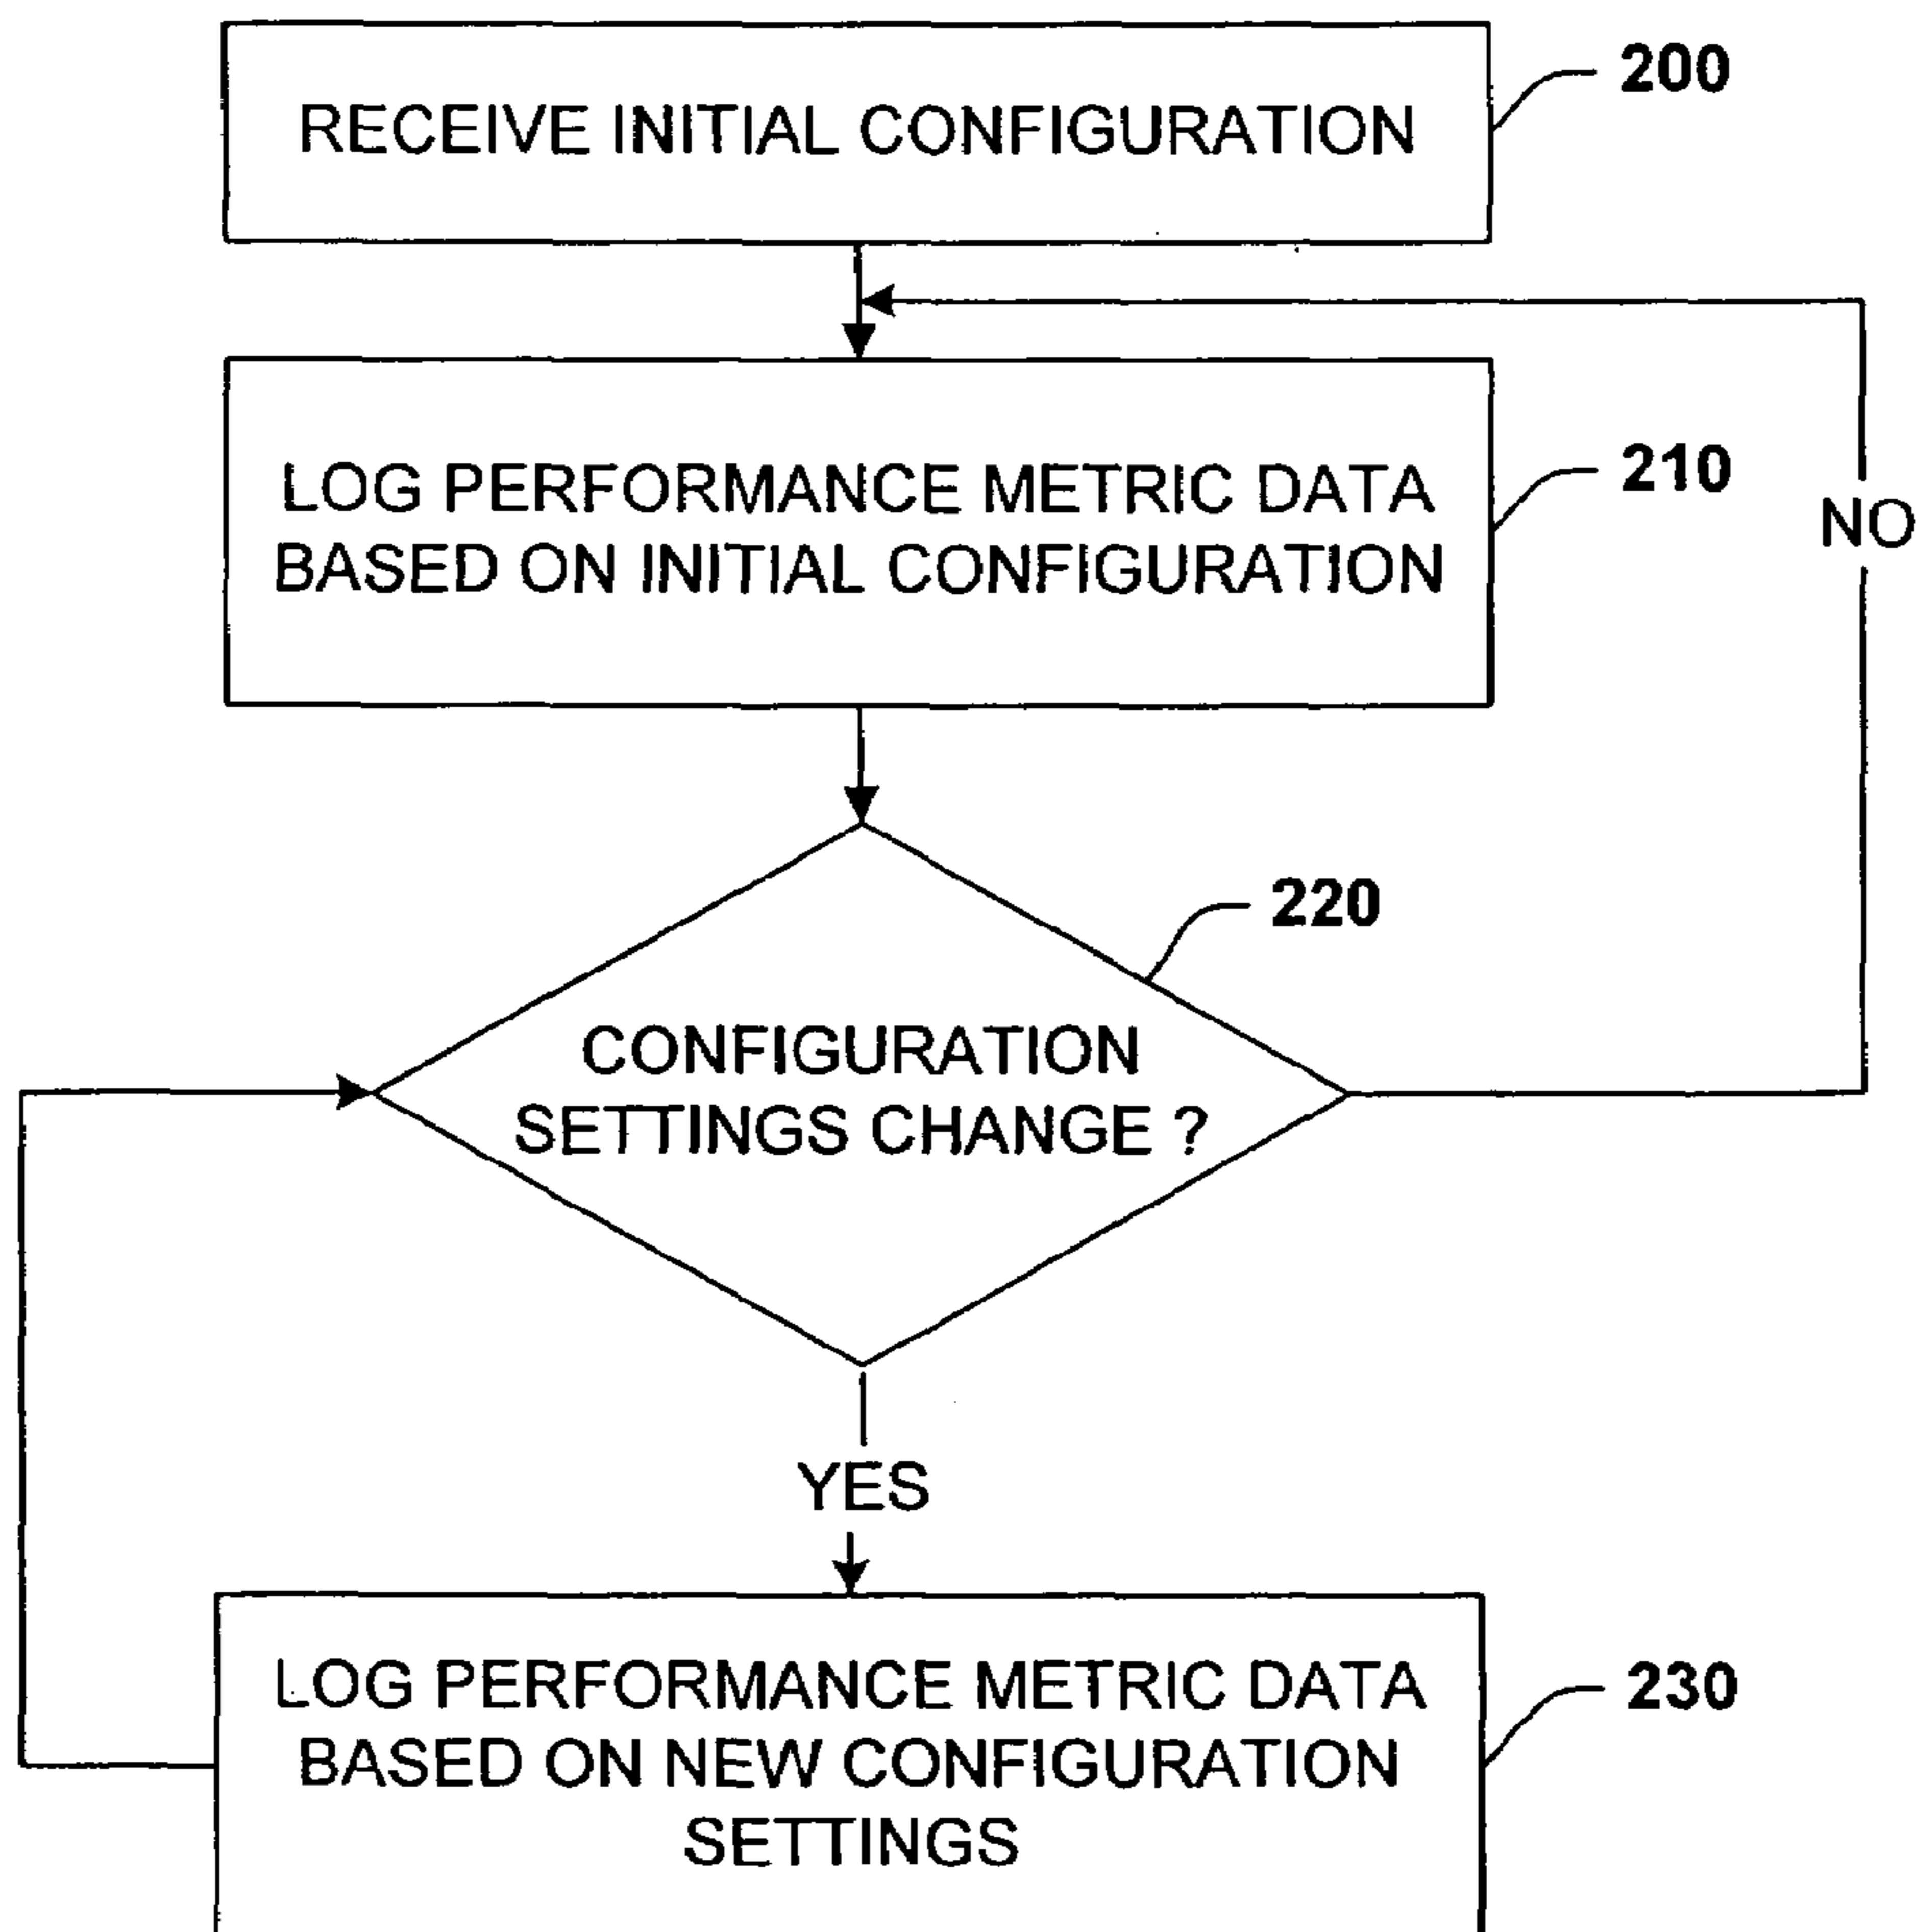 200
RECEIVE INITIAL CONFIGURATION
210
LOG PERFORMANCE METRIC DATA
BASED ON INITIAL CONFIGURATION
NO
220
CONFIGURATION
SETTINGS CHANGE ?
YES
LOG PERFORMANCE METRIC DATA
230
BASED ON NEW CONFIGURATION
SETTINGS